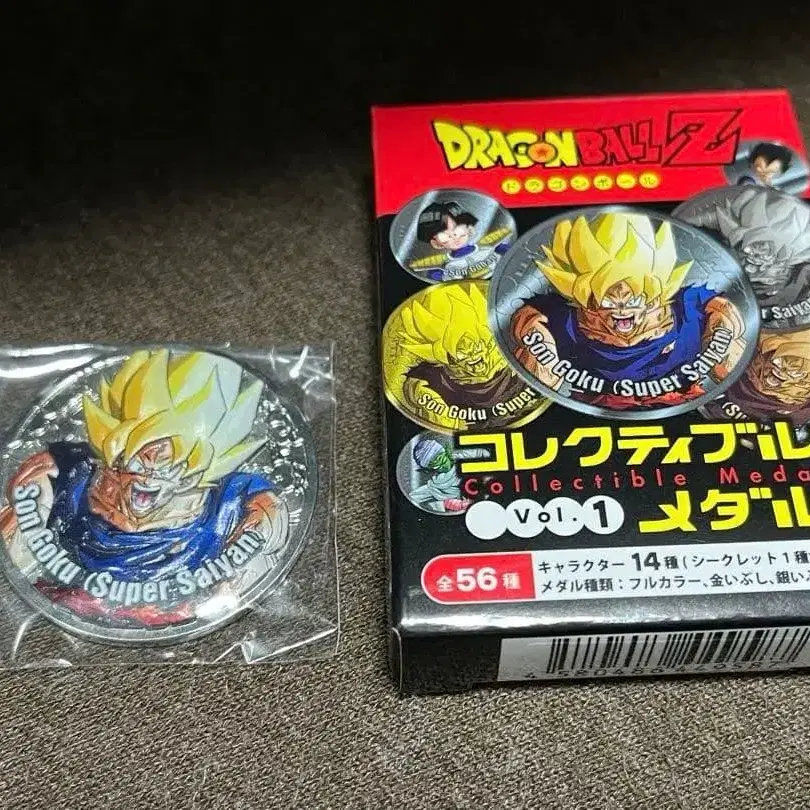 DRAGON BALL Z
ドラゴンボール
Son Gohan
Son Goku (Super Saiyan)
Son Goku (Super
Saiyan)
コレクティブル
Collectible Meda
Vol.1 メダル
全56種
キャラクター 14種(シークレット1種
メダル種類:フルカラー、金いぶし、銀い
Son Goku (Super Saiyan)